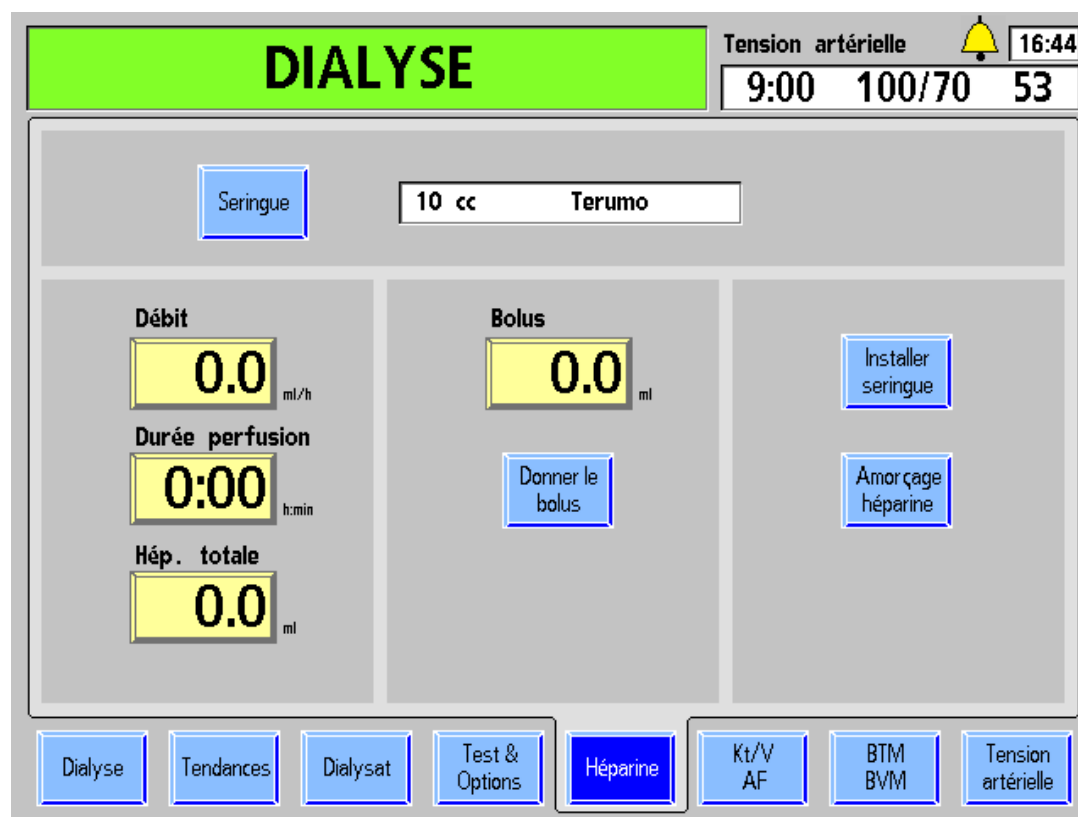 DIALYSE
Tension artérielle
16:44
9:00 100/70 53
Seringue
10 cc Terumo
Débit
0.0 ml/h
Durée perfusion
0:00 h:min
Hép. totale
0.0 ml
Bolus
0.0 ml
Donner le
bolus
Installer
seringue
Amorçage
héparine
Dialyse
Tendances
Dialysat
Test &
Options
Héparine
Kt/V
AF
BTM
BVM
Tension
artérielle